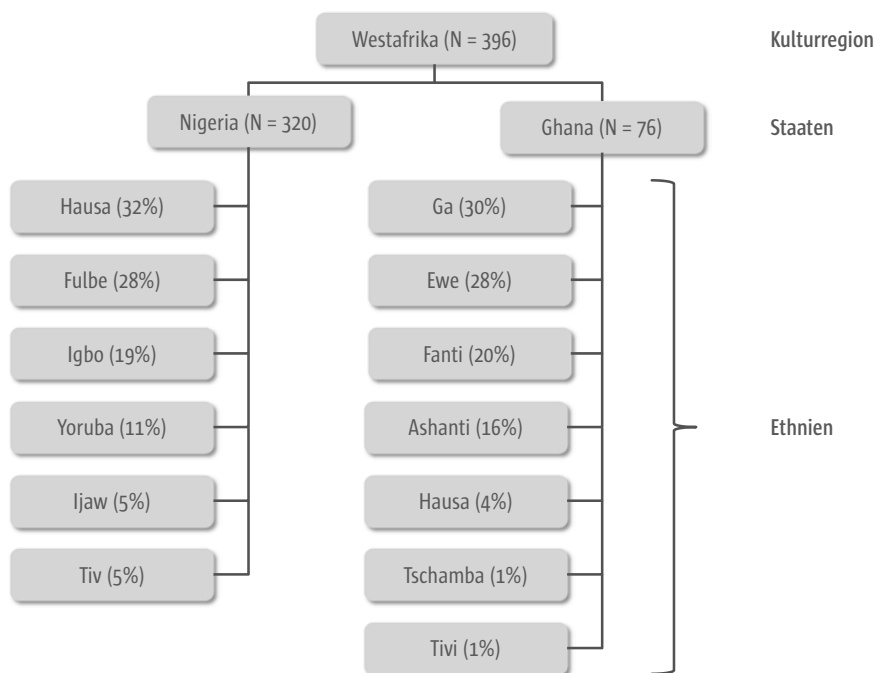 Westafrika (N = 396)
Kulturregion
Nigeria (N = 320)
Ghana (N = 76)
Staaten
Hausa (32%)
Ga (30%)
Fulbe (28%)
Ewe (28%)
Igbo (19%)
Fanti (20%)
Yoruba (11%)
Ashanti (16%)
Ethnien
Ijaw (5%)
Hausa (4%)
Tiv (5%)
Tschamba (1%)
Tivi (1%)